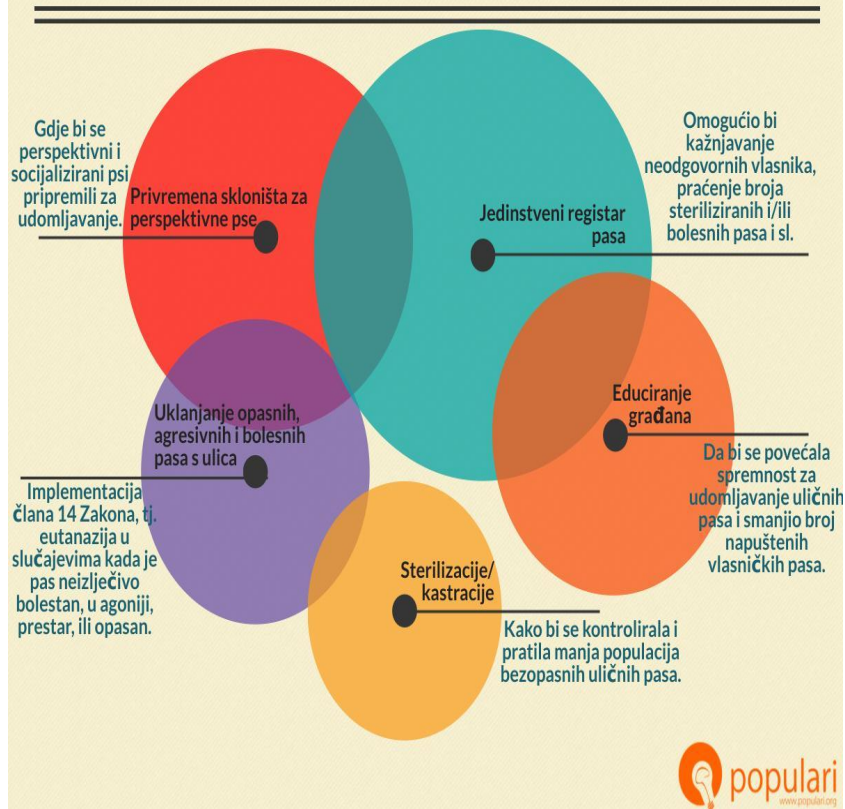 Gdje bi se
perspektivni i
socijalizirani psi
pripremili za
udomljavanje.
Privremena skloništa za
perspektivne pse
Jedinstveni registar
pasa
Omogućio bi
kažnjavanje
neodgovornih vlasnika,
praćenje broja
steriliziranih i/ili
bolesnih pasa i sl.
Uklanjanje opasnih,
agresivnih i bolesnih
pasa s ulica
Implementacija
člana 14 Zakona, tj.
eutanazija u
slučajevima kada je
pas neizlječivo
bolestan, u agoniji,
prestar, ili opasan.
Educiranje
građana
Da bi se povećala
spremnost za
udomljavanje uličnih
pasa i smanjio broj
napuštenih
vlasničkih pasa.
Sterilizacije/
kastracije
Kako bi se kontrolirala i
pratila manja populacija
bezopasnih uličnih pasa.
populari
www.populari.org